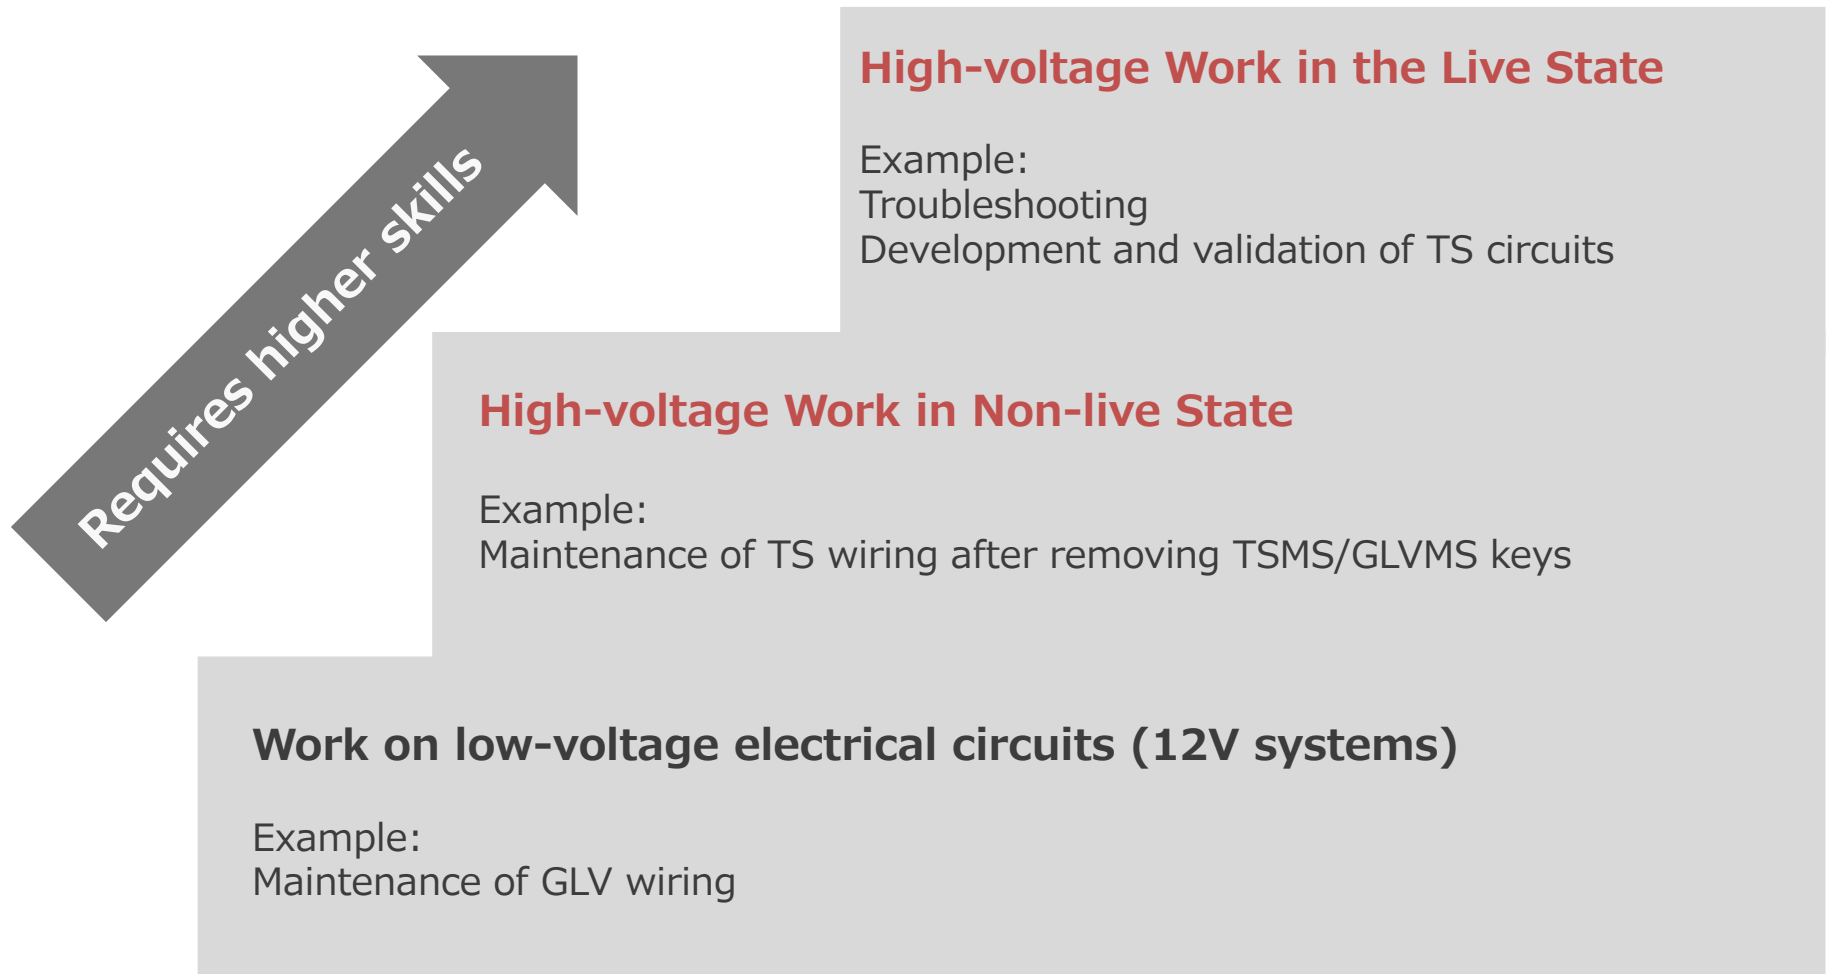 High-voltage Work in the Live State
Example:
Troubleshooting
Development and validation of TS circuits
Requires higher skills
High-voltage Work in Non-live State
Example:
Maintenance of TS wiring after removing TSMS/GLVMS keys
Work on low-voltage electrical circuits (12V systems)
Example:
Maintenance of GLV wiring